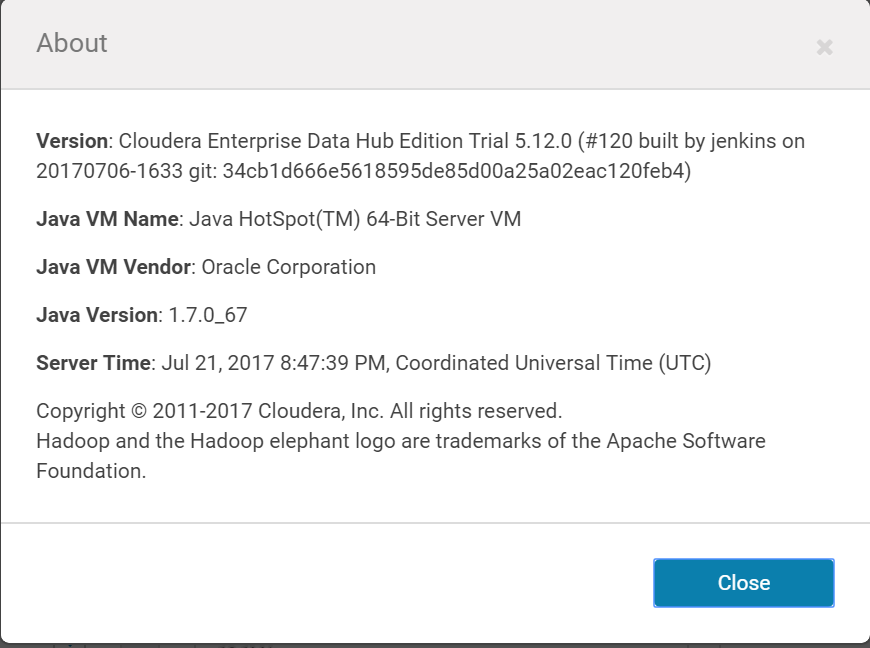 About
Version: Cloudera Enterprise Data Hub Edition Trial 5.12.0 (#120 built by jenkins on
20170706-1633 git: 34cb1d666e5618595de85d00a25a02eac120feb4)
Java VM Name: Java HotSpot(TM) 64-Bit Server VM
Java VM Vendor: Oracle Corporation
Java Version: 1.7.0_67
Server Time: Jul 21, 2017 8:47:39 PM, Coordinated Universal Time (UTC)
Copyright © 2011-2017 Cloudera, Inc. All rights reserved.
Hadoop and the Hadoop elephant logo are trademarks of the Apache Software
Foundation.
Close